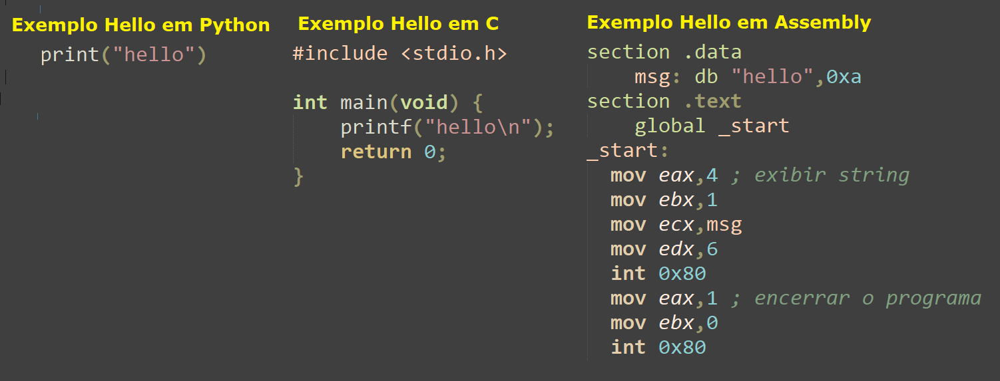 Exemplo Hello em Python
print("hello")
Exemplo Hello em C
#include <stdio.h>
int main(void) {
    printf("hello\n");
    return 0;
}
Exemplo Hello em Assembly
section .data
    msg: db "hello",0xa
section .text
    global _start
_start:
  mov eax,4 ; exibir string
  mov ebx,1
  mov ecx,msg
  mov edx,6
  int 0x80
  mov eax,1 ; encerrar o programa
  mov ebx,0
  int 0x80